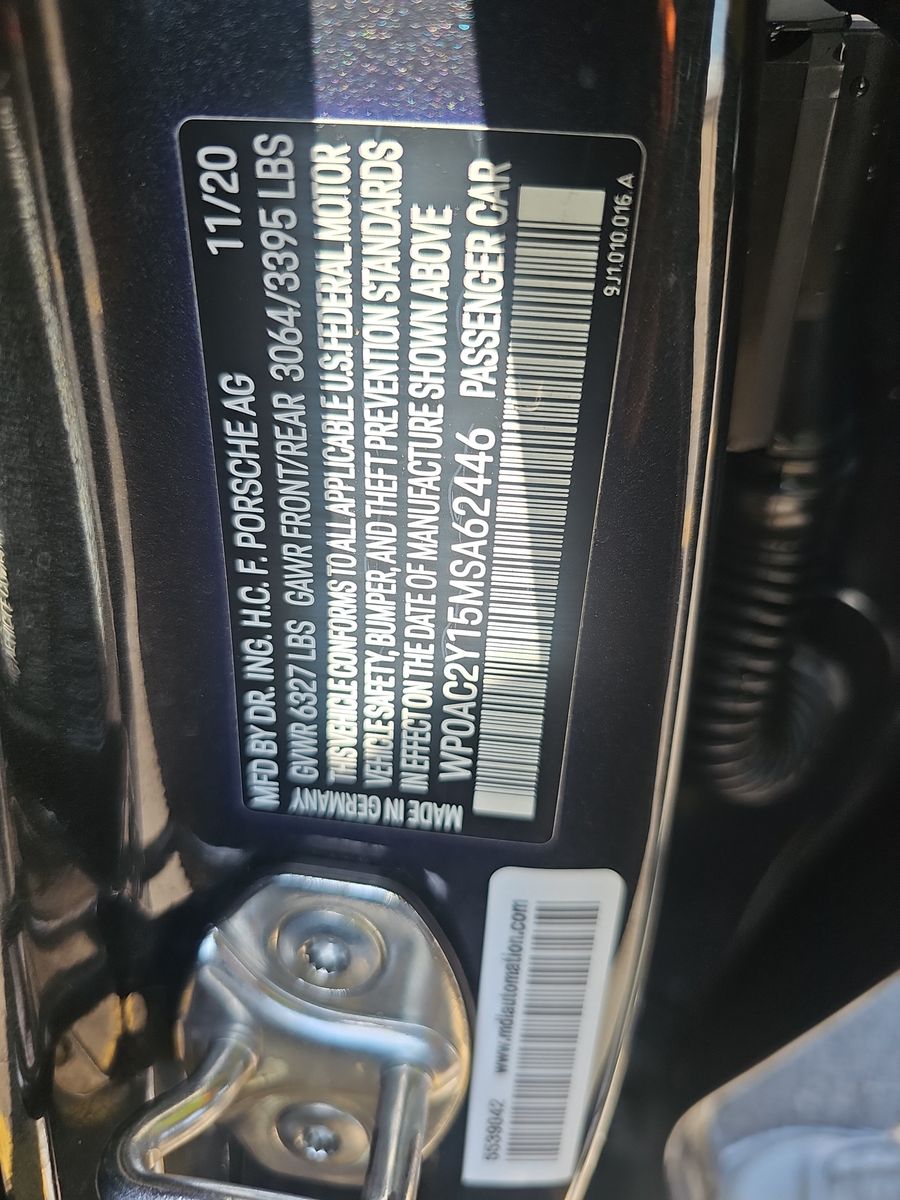 MFD BY DR. ING. H.C. F. PORSCHE AG 11/20
GVWR 6327 LBS GAWR FRONT/REAR 3064/3395 LBS
THIS VEHICLE CONFORMS TO ALL APPLICABLE U.S. FEDERAL MOTOR
VEHICLE SAFETY, BUMPER, AND THEFT PREVENTION STANDARDS
IN EFFECT ON THE DATE OF MANUFACTURE SHOWN ABOVE
WP0AC2Y15MSA62446 PASSENGER CAR
MADE IN GERMANY
9J1.010.016.A
5539042 www.mdiautomation.com